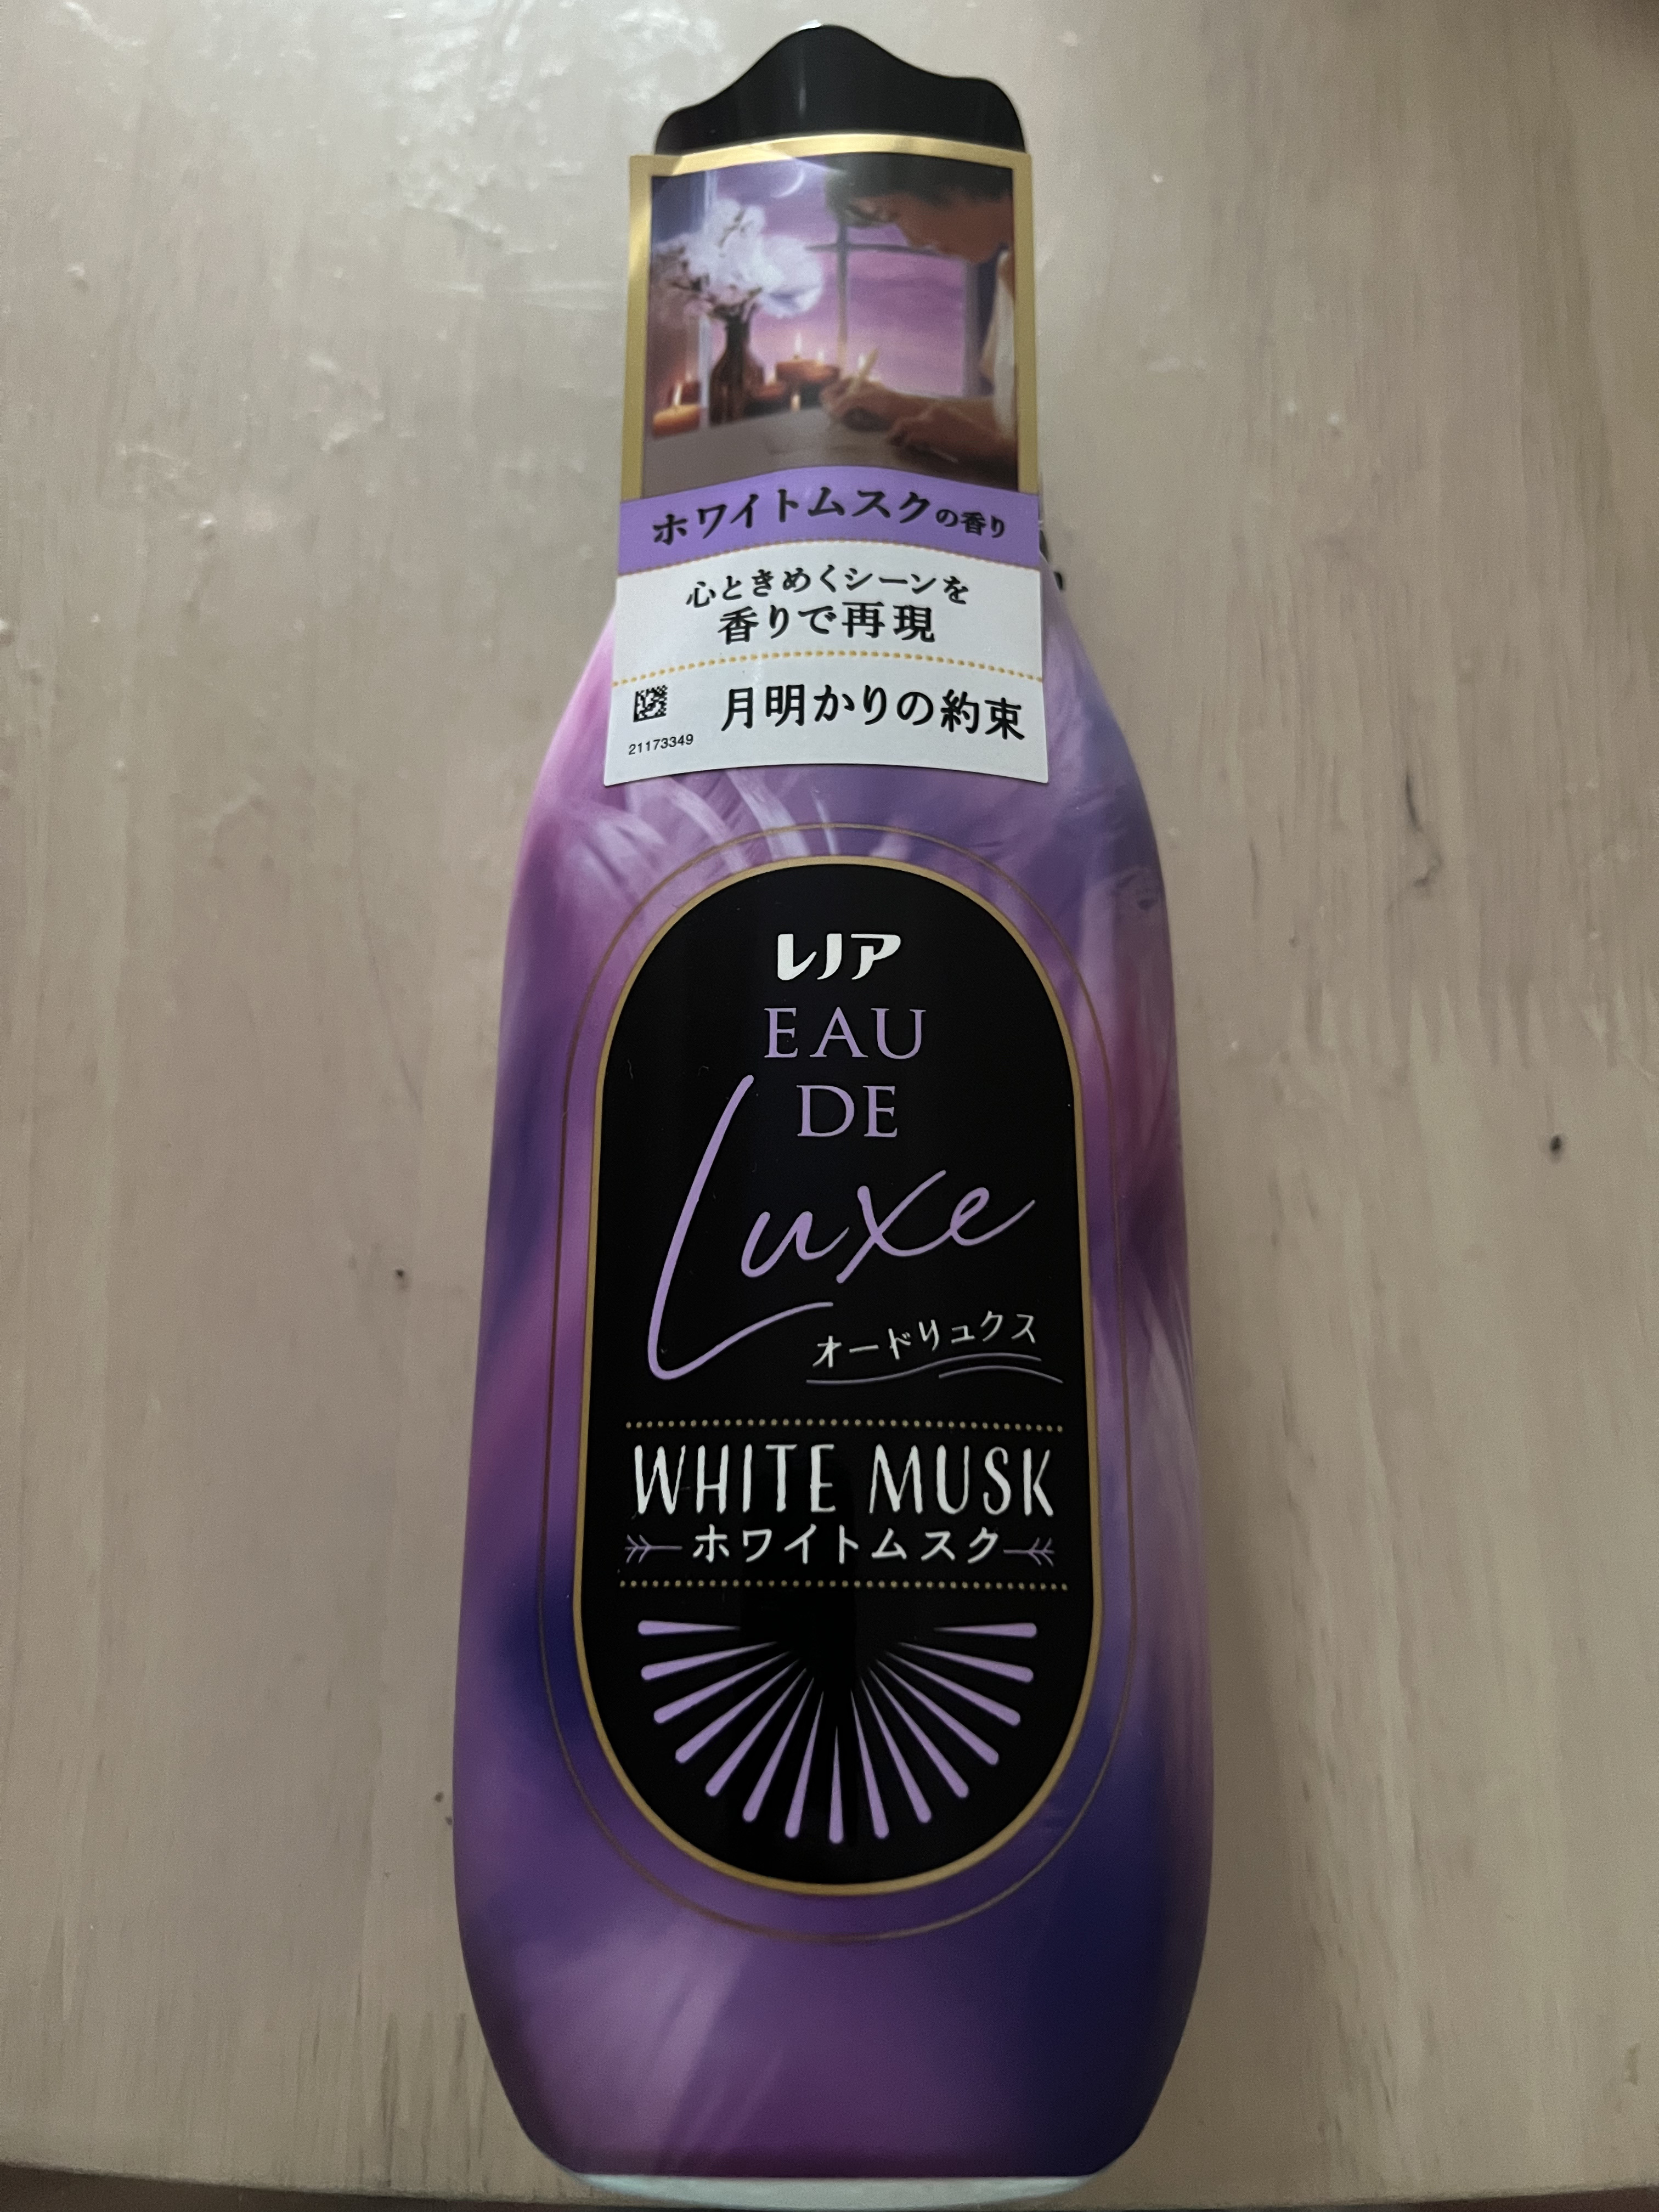 ホワイトムスクの香り
心ときめくシーンを
香りで再現
月明かりの約束
21173349
レノア
EAU
DE
Luxe
オードリュクス
WHITE MUSK
ホワイトムスク